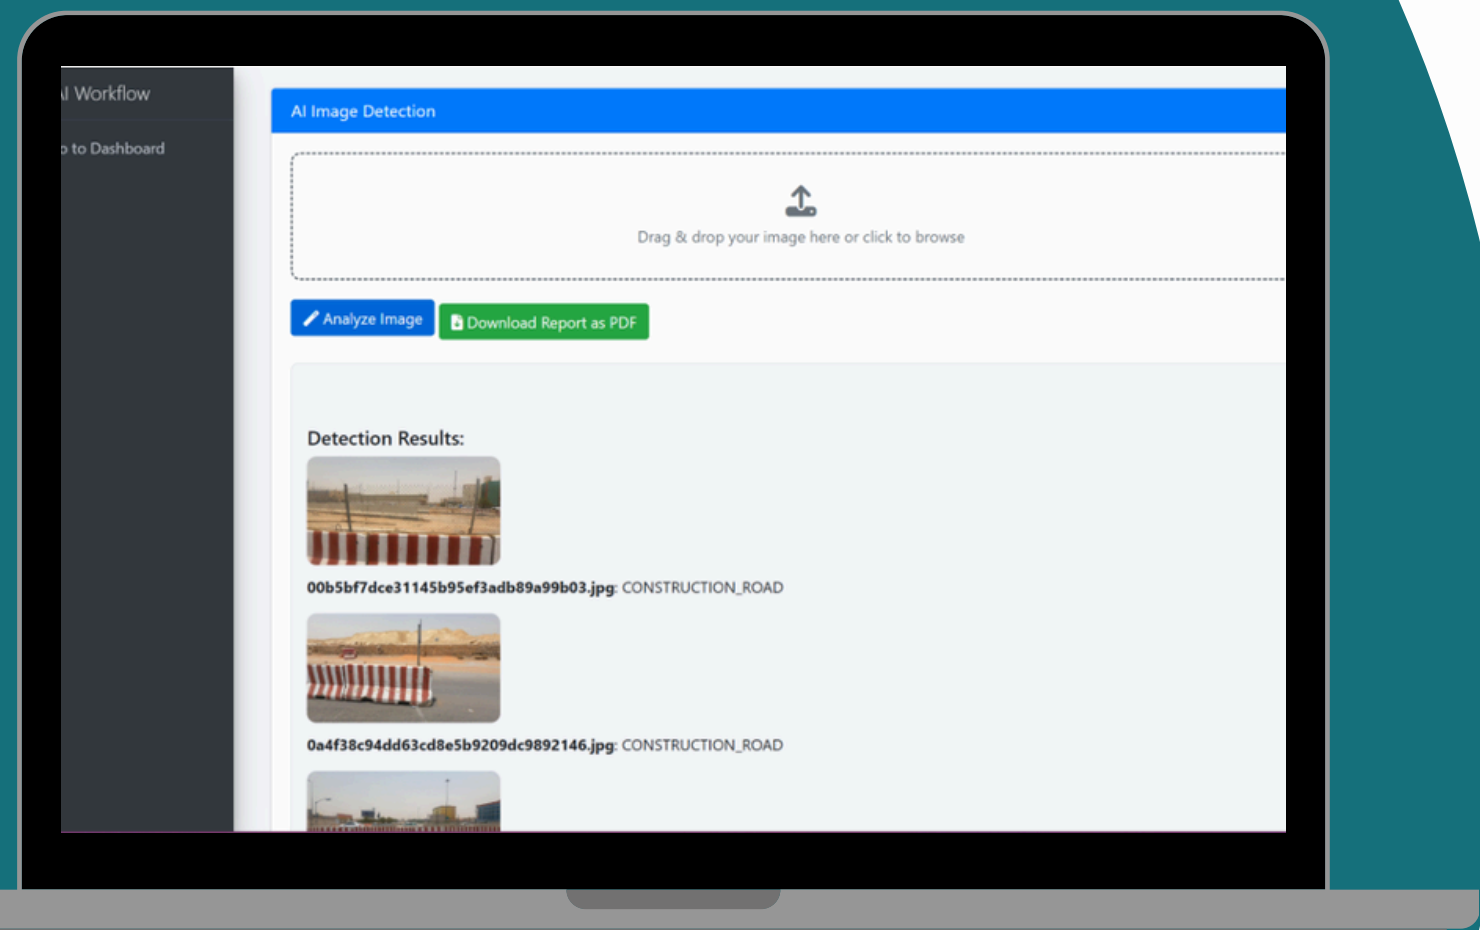 AI Workflow
to Dashboard
AI Image Detection
Drag & drop your image here or click to browse
Analyze Image
Download Report as PDF
Detection Results:
00b5bf7dce31145b95ef3adb89a99b03.jpg: CONSTRUCTION_ROAD
0a4f38c94dd63cd8e5b9209dc9892146.jpg: CONSTRUCTION_ROAD